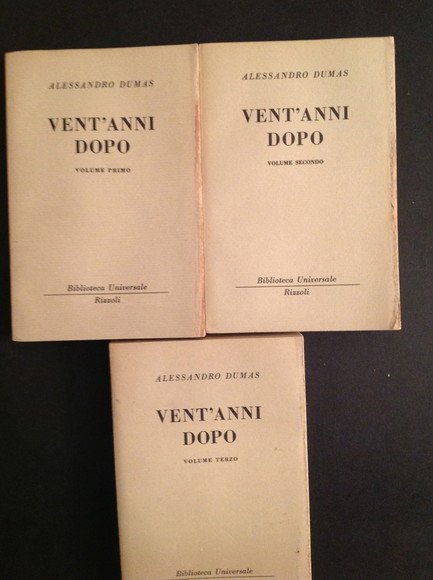 ALESSANDRO DUMAS
VENT'ANNI
DOPO
VOLUME PRIMO
Biblioteca Universale
Rizzoli
ALESSANDRO DUMAS
VENT'ANNI
DOPO
VOLUME SECONDO
Biblioteca Universale
Rizzoli
ALESSANDRO DUMAS
VENT'ANNI
DOPO
VOLUME TERZO
Biblioteca Universale